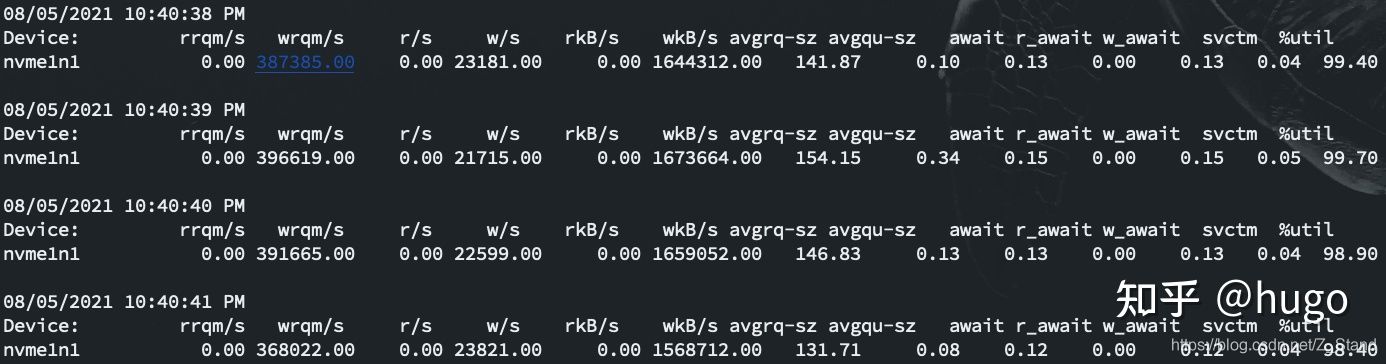 08/05/2021 10:40:38 PM
Device: rrqm/s wrqm/s r/s w/s rkB/s wkB/s avgrq-sz avgqu-sz await r_await w_await svctm %util
nvme1n1 0.00 387385.00 0.00 23181.00 0.00 1644312.00 141.87 0.10 0.13 0.00 0.13 0.04 99.40
08/05/2021 10:40:39 PM
Device: rrqm/s wrqm/s r/s w/s rkB/s wkB/s avgrq-sz avgqu-sz await r_await w_await svctm %util
nvme1n1 0.00 396619.00 0.00 21715.00 0.00 1673664.00 154.15 0.34 0.15 0.00 0.15 0.05 99.70
08/05/2021 10:40:40 PM
Device: rrqm/s wrqm/s r/s w/s rkB/s wkB/s avgrq-sz avgqu-sz await r_await w_await svctm %util
nvme1n1 0.00 391665.00 0.00 22599.00 0.00 1659052.00 146.83 0.13 0.13 0.00 0.13 0.04 98.90
08/05/2021 10:40:41 PM
知乎 @hugo
Device: rrqm/s wrqm/s r/s w/s rkB/s wkB/s avgrq-sz avgqu-sz await r_await w_await svctm %util
nvme1n1 0.00 368022.00 0.00 23821.00 0.00 1568712.00 131.71 0.08 0.12 0.00 0.12 0.04 98.40
https://blog.csdn.net/Z_Stand